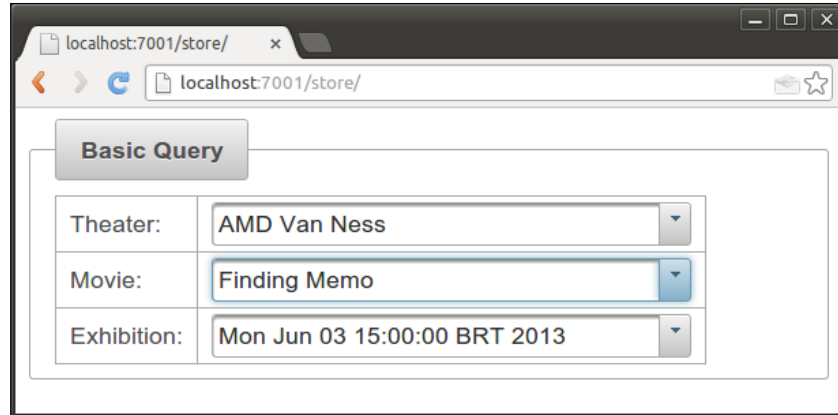 localhost:7001/store/
localhost:7001/store/
Basic Query
Theater: AMD Van Ness
Movie: Finding Memo
Exhibition: Mon Jun 03 15:00:00 BRT 2013